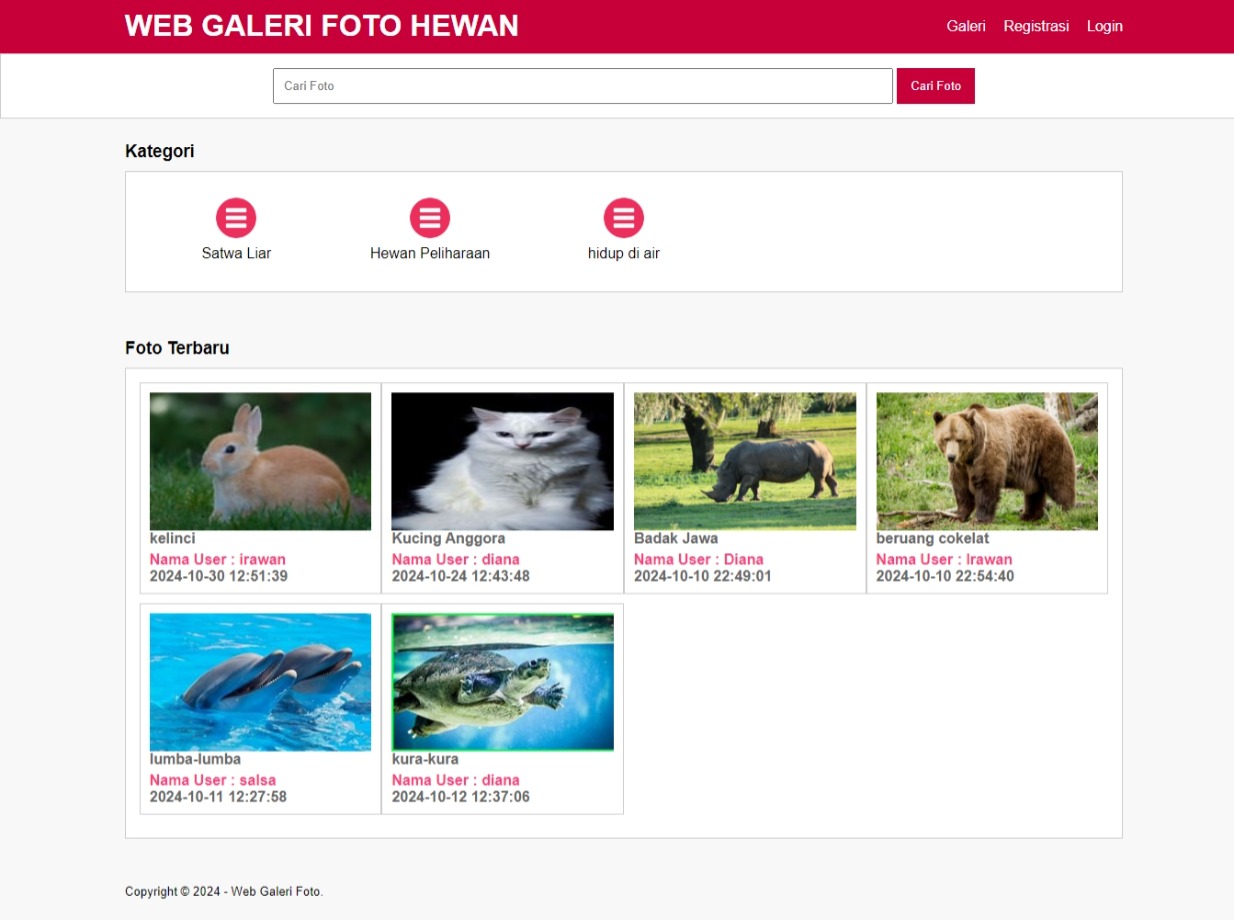 WEB GALERI FOTO HEWAN
Galeri Registrasi Login
Cari Foto Cari Foto
Kategori
Satwa Liar Hewan Peliharaan hidup di air
Foto Terbaru
kelinci
Nama User : irawan
2024-10-30 12:51:39
Kucing Anggora
Nama User : diana
2024-10-24 12:43:48
Badak Jawa
Nama User : Diana
2024-10-10 22:49:01
beruang cokelat
Nama User : Irawan
2024-10-10 22:54:40
lumba-lumba
Nama User : salsa
2024-10-11 12:27:58
kura-kura
Nama User : diana
2024-10-12 12:37:06
Copyright © 2024 - Web Galeri Foto.